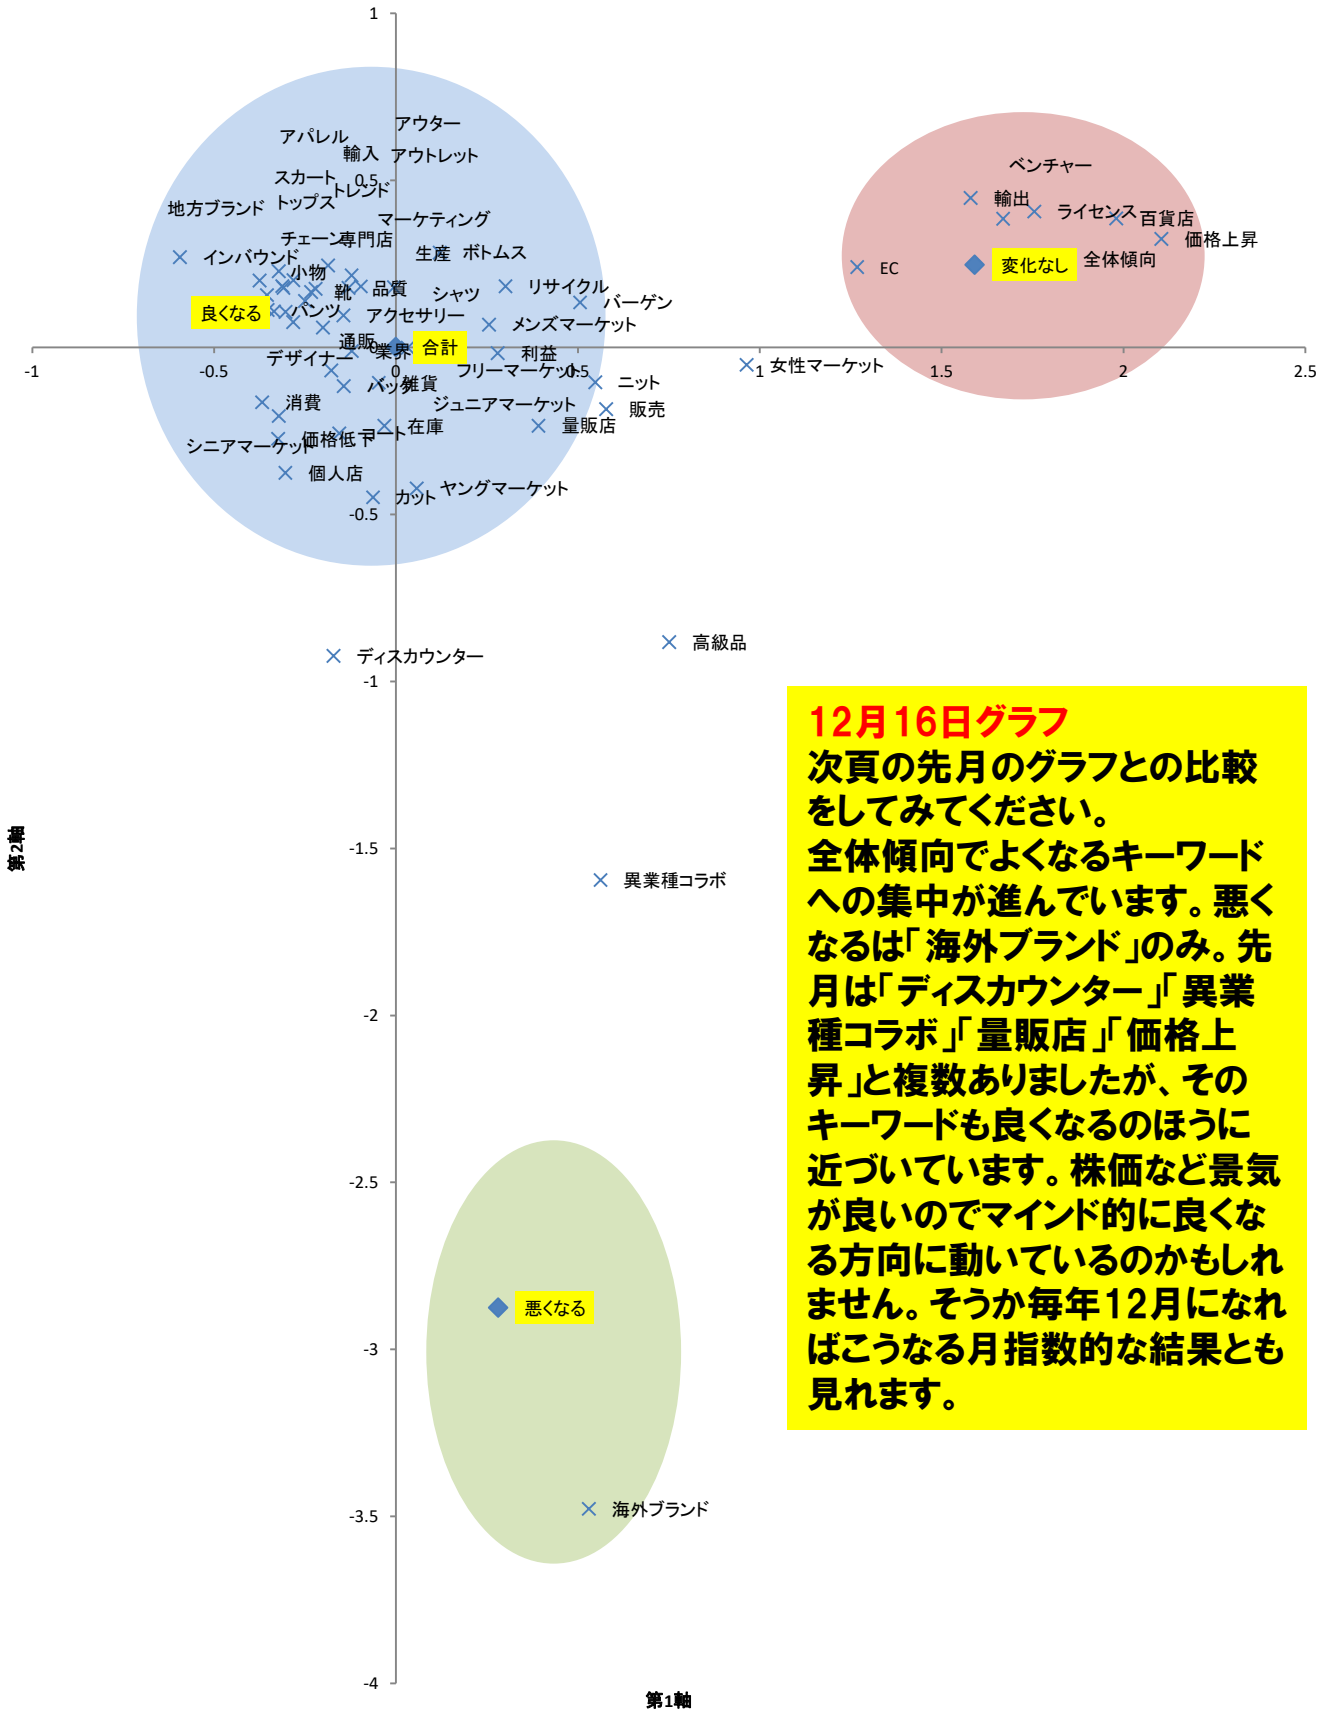 1
アウター
アパレル
輸入
アウトレット
ベンチャー
スカート
0.5
トレンド
輸出
トップス
地方ブランド
ライセンス
百貨店
マーケティング
チェーン
専門店
価格上昇
生産
ボトムス
インバウンド
全体傾向
変化なし
EC
小物
品質
リサイクル
靴
シャツ
バーゲン
良くなる
パンツ
アクセサリー
メンズマーケット
通販
0
業界
合計
利益
デザイナー
女性マーケット
-1
-0.5
0
フリーマーケット
0.5
1
1.5
2
2.5
バッグ
雑貨
ニット
消費
ジュニアマーケット
販売
価格低下
コート
在庫
量販店
シニアマーケット
個人店
ヤングマーケット
カット
-0.5
高級品
ディスカウンター
-1
12月16日グラフ
次頁の先月のグラフとの比較
をしてみてください。
全体傾向でよくなるキーワード
への集中が進んでいます。悪く
なるは「海外ブランド」のみ。先
月は「ディスカウンター」「異業
種コラボ」「量販店」「価格上
昇」と複数ありましたが、その
キーワードも良くなるのほうに
近づいています。株価など景気
が良いのでマインド的に良くな
る方向に動いているのかもしれ
ません。そうか毎年12月になれ
ばこうなる月指数的な結果とも
見れます。
第2軸
-1.5
異業種コラボ
-2
-2.5
悪くなる
-3
海外ブランド
-3.5
-4
第1軸